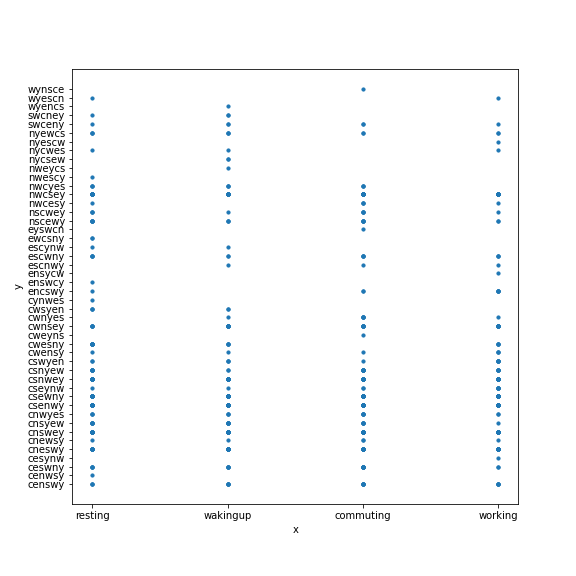 wynsce
wyescn
wyencs
swcney
swceny
nyewcs
nyescw
nycwes
nycsew
nweycs
nwescy
nwcyes
nwcsey
nwcesy
nscwey
nscewy
eyswcn
ewcsny
escynw
escwny
escnwy
ensycw
enswcy
encswy
cynwes
cwsyen
cwnyes
cwnsey
cweyns
cwesny
cwensy
cswyen
csnyew
csnwey
cseynw
csewny
csenwy
cnwyes
cnsyew
cnswey
cnewsy
cneswy
cesynw
ceswny
cenwsy
censwy
y
resting wakingup commuting working
x